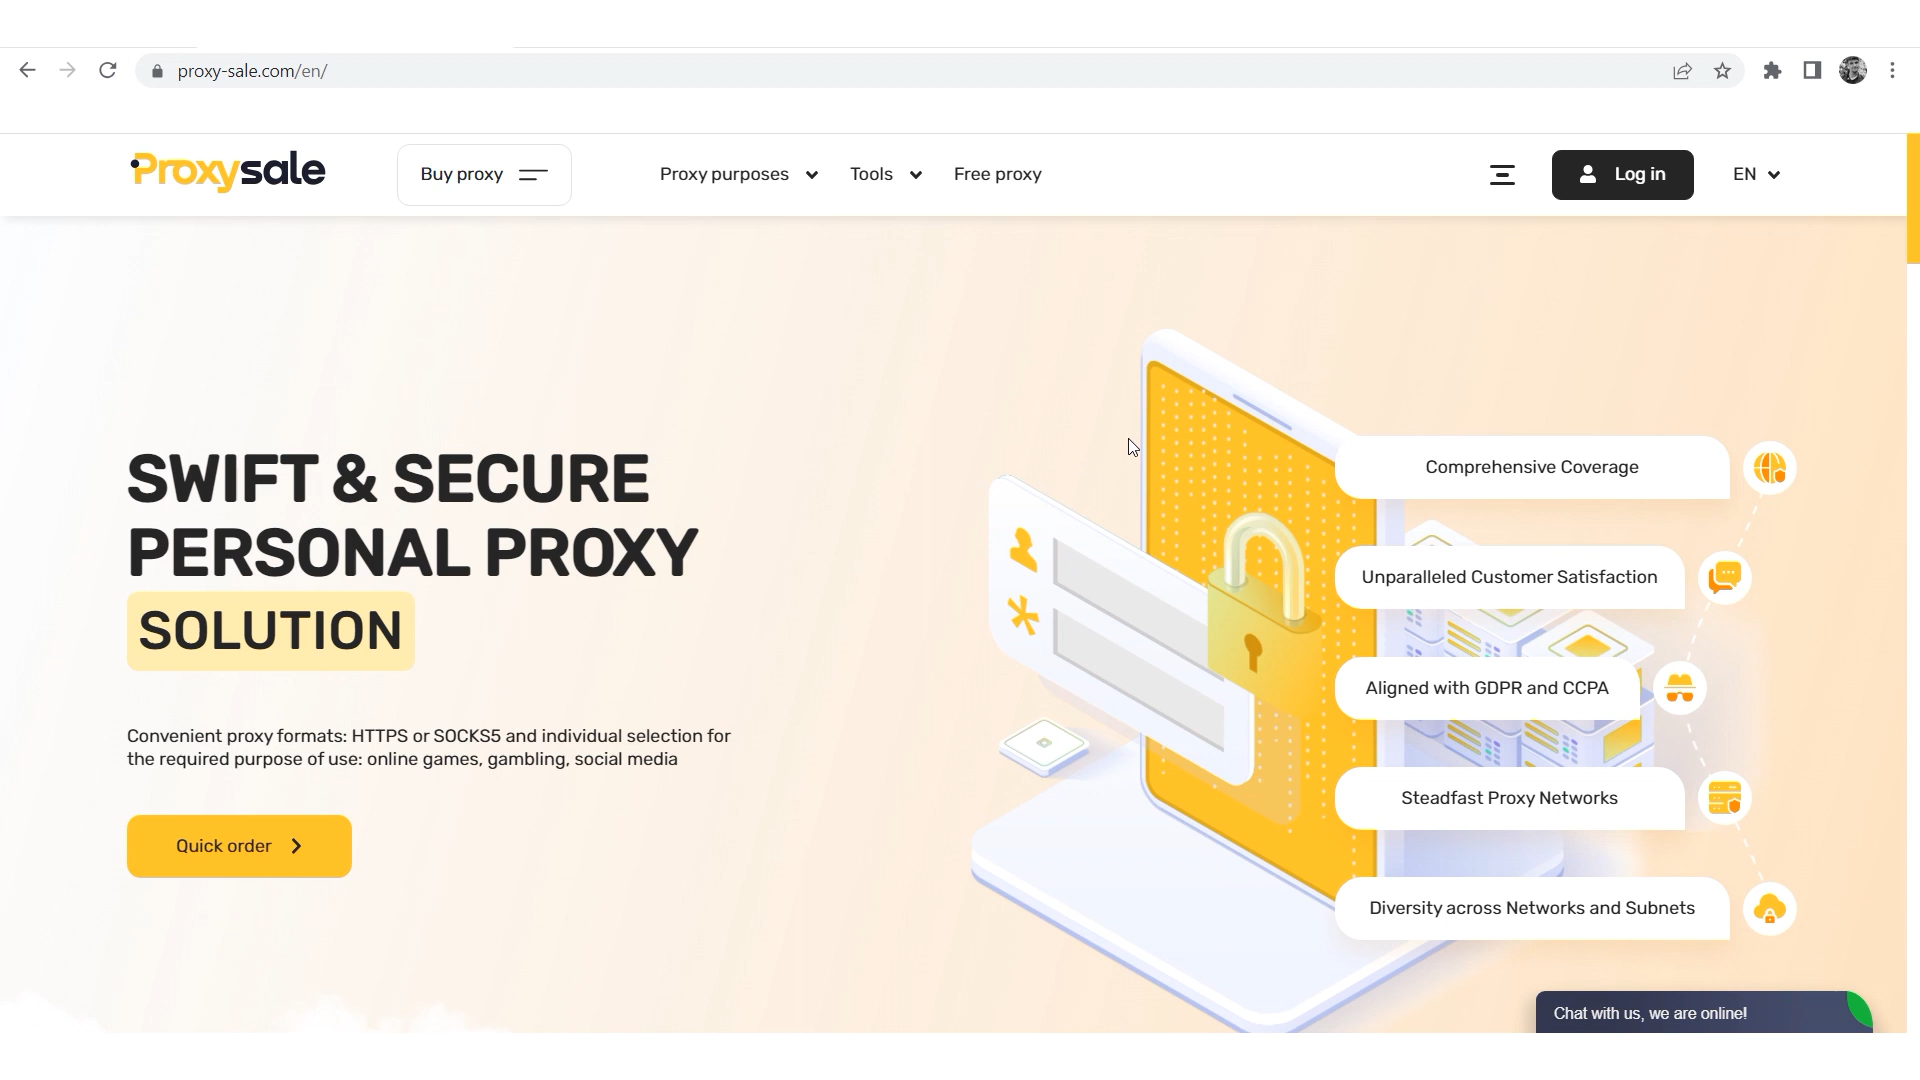 proxy-sale.com/en/
Proxysale
Buy proxy
Proxy purposes
Tools
Free proxy
Log in
EN
SWIFT & SECURE
PERSONAL PROXY
SOLUTION
Convenient proxy formats: HTTPS or SOCKS5 and individual selection for
the required purpose of use: online games, gambling, social media
Quick order
Comprehensive Coverage
Unparalleled Customer Satisfaction
Aligned with GDPR and CCPA
Steadfast Proxy Networks
Diversity across Networks and Subnets
Chat with us, we are online!